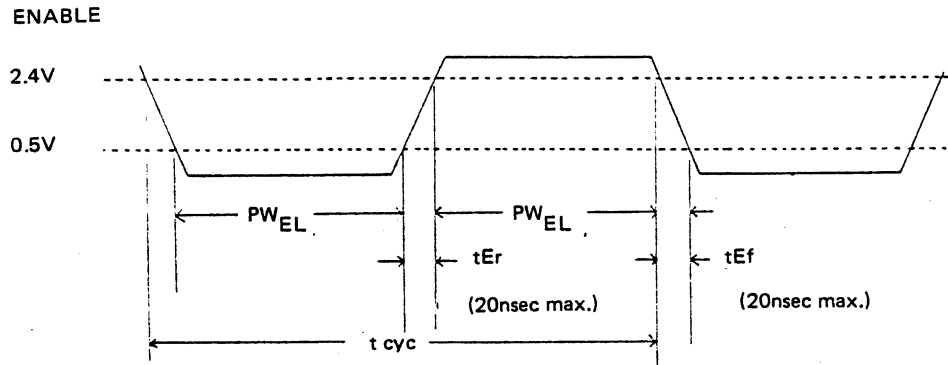 ENABLE
2.4V
0.5V
PWEL
PWEL
tEr
tEf
(20nsec max.)
(20nsec max.)
t cyc